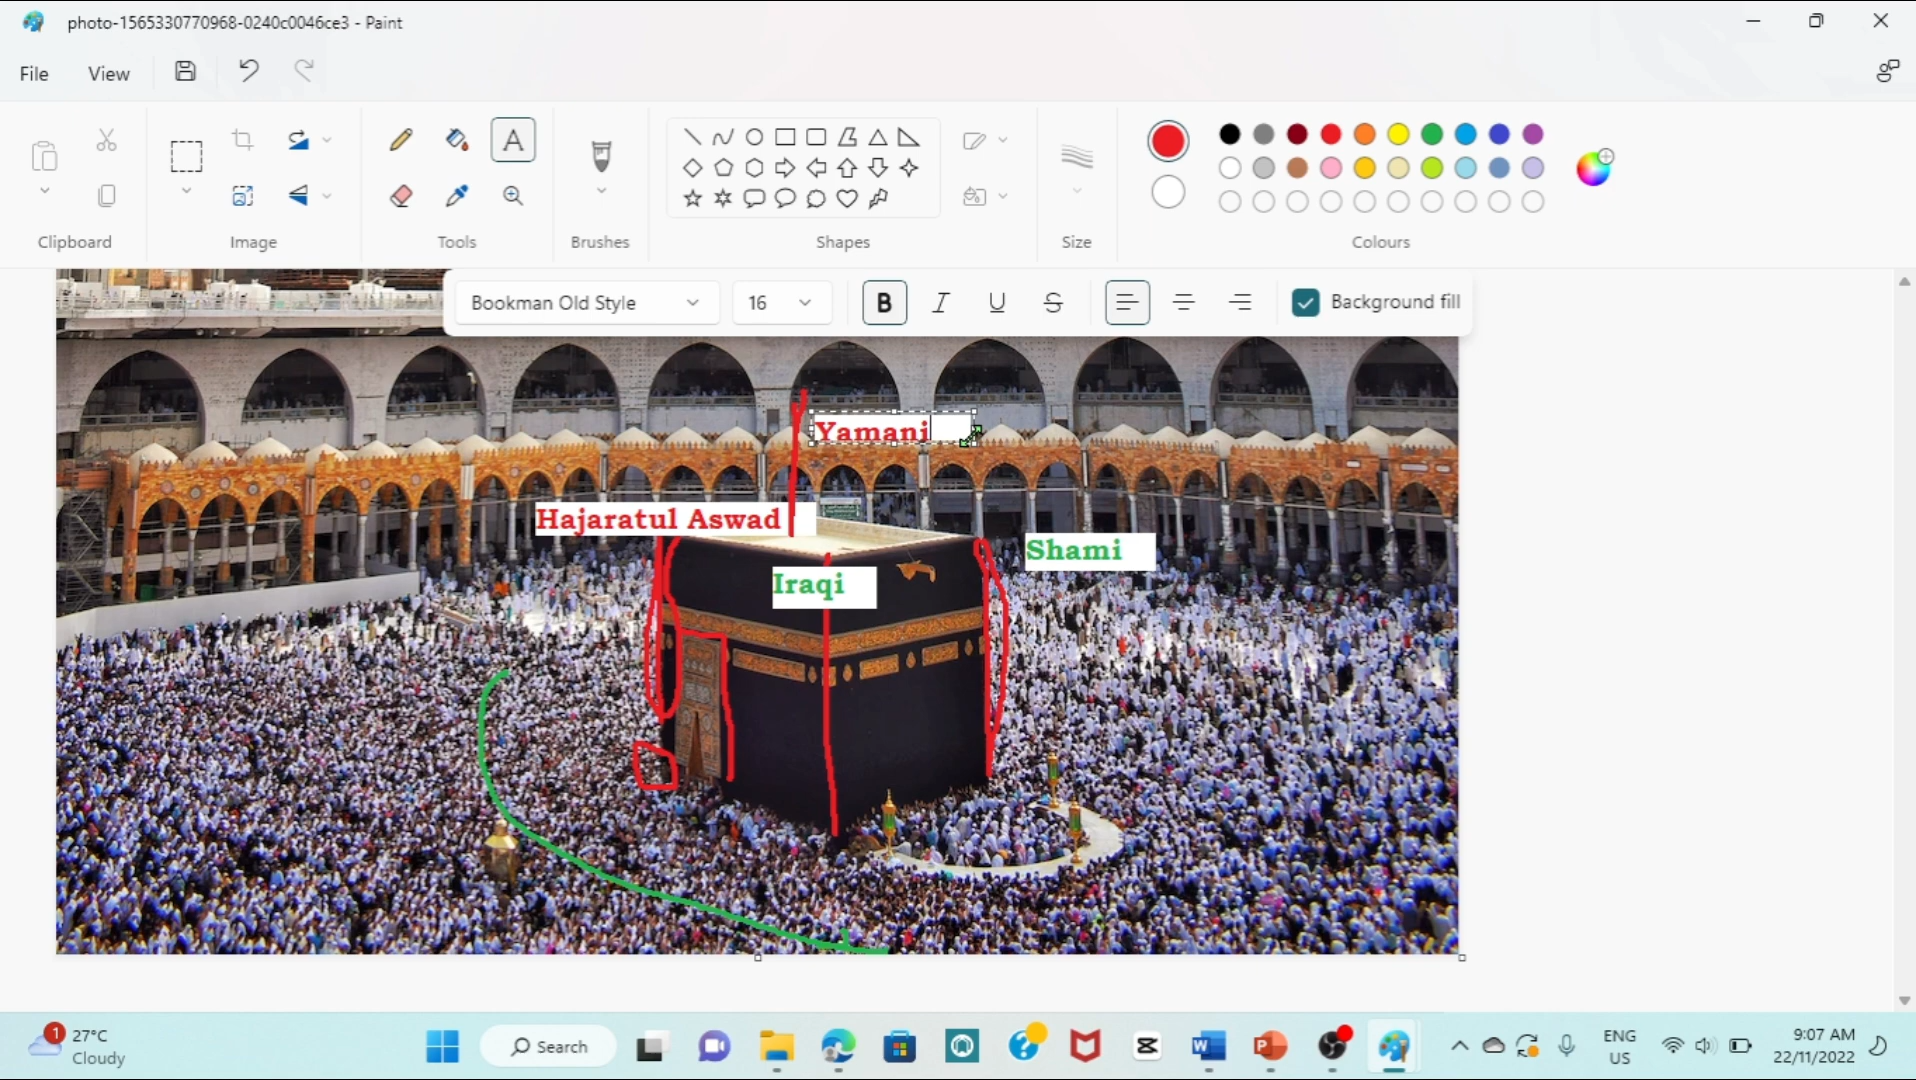 photo-1565330770968-0240c0046ce3 - Paint
File
View
Clipboard
Image
Tools
Brushes
Shapes
Size
Colours
Bookman Old Style
16
B
Background fill
Yamani
Hajaratul Aswad
Shami
Iraqi
1
27°C
Cloudy
Search
ENG
US
9:07 AM
22/11/2022